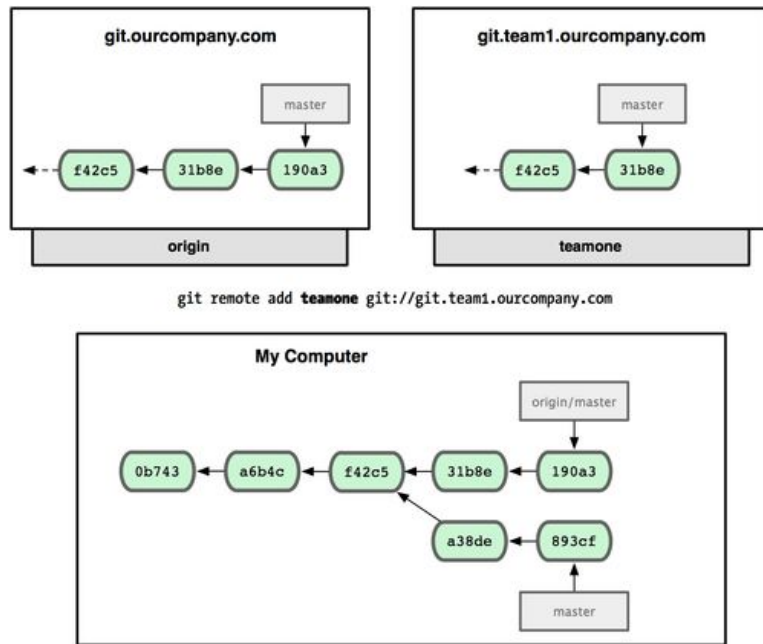 git.ourcompany.com
master
f42c5
31b8e
190a3
origin
git.team1.ourcompany.com
master
f42c5
31b8e
teamone
git remote add teamone git://git.team1.ourcompany.com
My Computer
origin/master
0b743
a6b4c
f42c5
31b8e
190a3
a38de
893cf
master